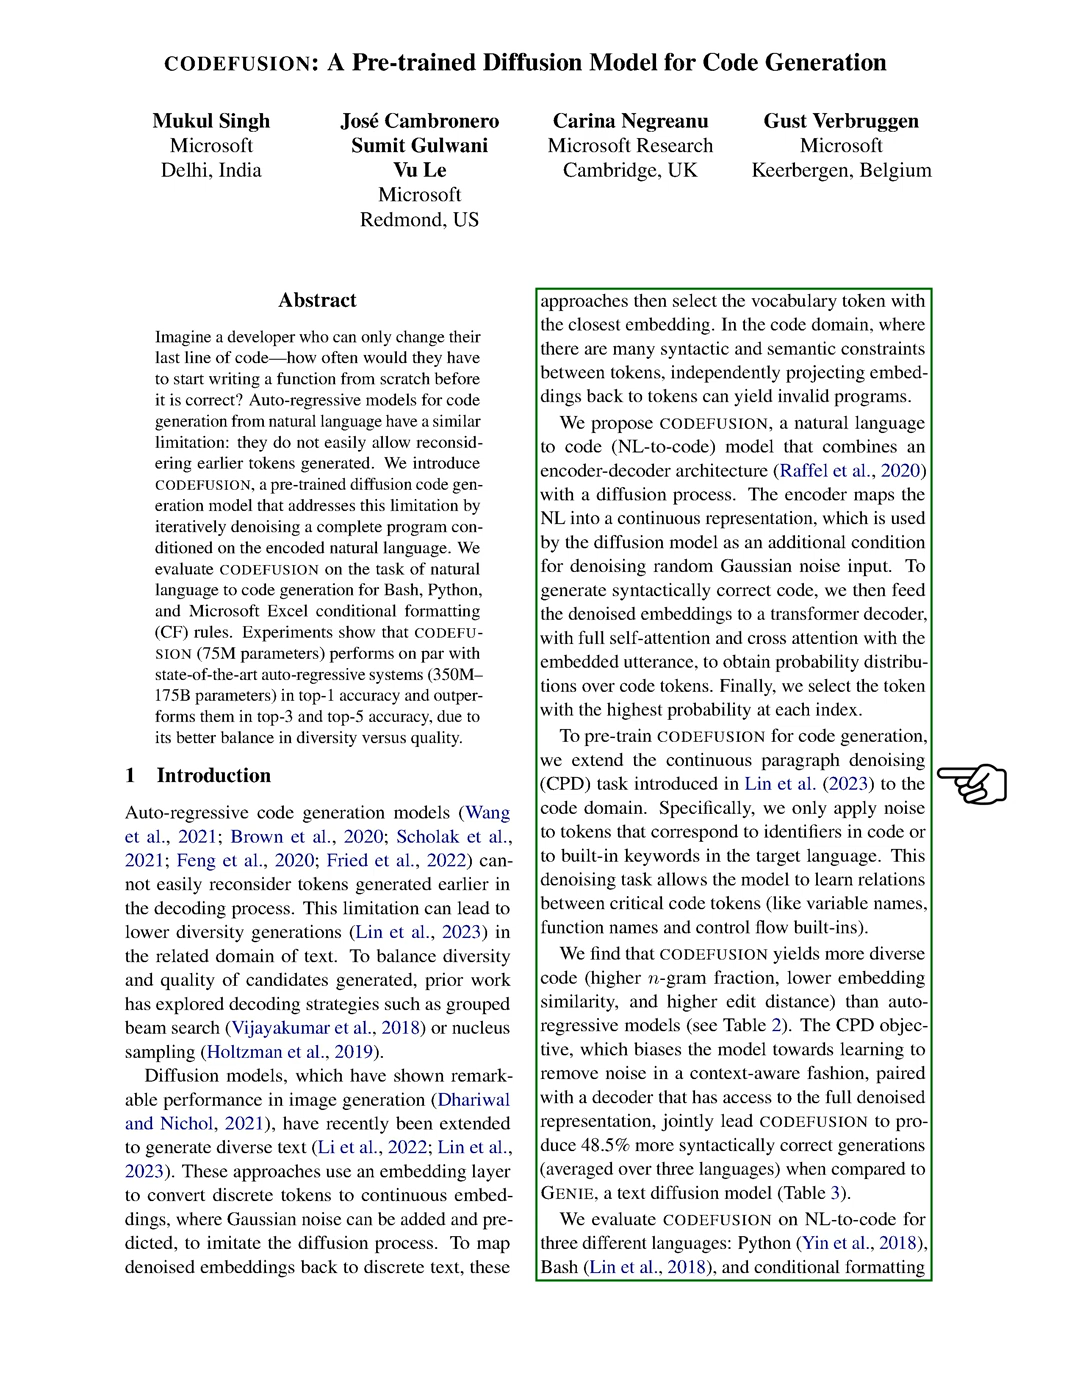 CODEFUSION: A Pre-trained Diffusion Model for Code Generation
Mukul Singh
Microsoft
Delhi, India
José Cambronero
Sumit Gulwani
Vu Le
Microsoft
Redmond, US
Carina Negreanu
Microsoft Research
Cambridge, UK
Gust Verbruggen
Microsoft
Keerbergen, Belgium
Abstract
Imagine a developer who can only change their
last line of code—how often would they have
to start writing a function from scratch before
it is correct? Auto-regressive models for code
generation from natural language have a similar
limitation: they do not easily allow reconsid-
ering earlier tokens generated. We introduce
CODEFUSION, a pre-trained diffusion code gen-
eration model that addresses this limitation by
iteratively denoising a complete program con-
ditioned on the encoded natural language. We
evaluate CODEFUSION on the task of natural
language to code generation for Bash, Python,
and Microsoft Excel conditional formatting
(CF) rules. Experiments show that CODEFU-
SION (75M parameters) performs on par with
state-of-the-art auto-regressive systems (350M–
175B parameters) in top-1 accuracy and outper-
forms them in top-3 and top-5 accuracy, due to
its better balance in diversity versus quality.
1 Introduction
Auto-regressive code generation models (Wang
et al., 2021; Brown et al., 2020; Scholak et al.,
2021; Feng et al., 2020; Fried et al., 2022) can-
not easily reconsider tokens generated earlier in
the decoding process. This limitation can lead to
lower diversity generations (Lin et al., 2023) in
the related domain of text. To balance diversity
and quality of candidates generated, prior work
has explored decoding strategies such as grouped
beam search (Vijayakumar et al., 2018) or nucleus
sampling (Holtzman et al., 2019).
Diffusion models, which have shown remark-
able performance in image generation (Dhariwal
and Nichol, 2021), have recently been extended
to generate diverse text (Li et al., 2022; Lin et al.,
2023). These approaches use an embedding layer
to convert discrete tokens to continuous embed-
dings, where Gaussian noise can be added and pre-
dicted, to imitate the diffusion process. To map
denoised embeddings back to discrete text, these
approaches then select the vocabulary token with
the closest embedding. In the code domain, where
there are many syntactic and semantic constraints
between tokens, independently projecting embed-
dings back to tokens can yield invalid programs.
We propose CODEFUSION, a natural language
to code (NL-to-code) model that combines an
encoder-decoder architecture (Raffel et al., 2020)
with a diffusion process. The encoder maps the
NL into a continuous representation, which is used
by the diffusion model as an additional condition
for denoising random Gaussian noise input. To
generate syntactically correct code, we then feed
the denoised embeddings to a transformer decoder,
with full self-attention and cross attention with the
embedded utterance, to obtain probability distribu-
tions over code tokens. Finally, we select the token
with the highest probability at each index.
To pre-train CODEFUSION for code generation,
we extend the continuous paragraph denoising
(CPD) task introduced in Lin et al. (2023) to the
code domain. Specifically, we only apply noise
to tokens that correspond to identifiers in code or
to built-in keywords in the target language. This
denoising task allows the model to learn relations
between critical code tokens (like variable names,
function names and control flow built-ins).
We find that CODEFUSION yields more diverse
code (higher n-gram fraction, lower embedding
similarity, and higher edit distance) than auto-
regressive models (see Table 2). The CPD objec-
tive, which biases the model towards learning to
remove noise in a context-aware fashion, paired
with a decoder that has access to the full denoised
representation, jointly lead CODEFUSION to pro-
duce 48.5% more syntactically correct generations
(averaged over three languages) when compared to
GENIE, a text diffusion model (Table 3).
We evaluate CODEFUSION on NL-to-code for
three different languages: Python (Yin et al., 2018),
Bash (Lin et al., 2018), and conditional formatting